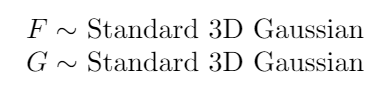 F ∼ Standard 3D Gaussian
G ∼ Standard 3D Gaussian